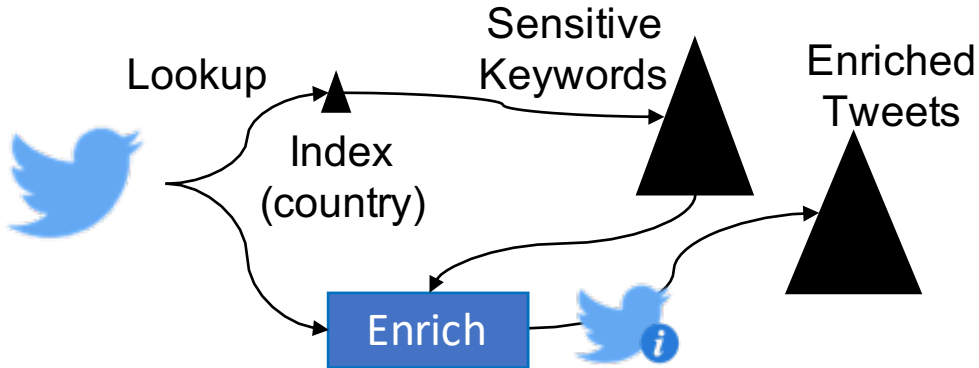 Lookup
Index
(country)
Sensitive
Keywords
Enriched
Tweets
Enrich
i